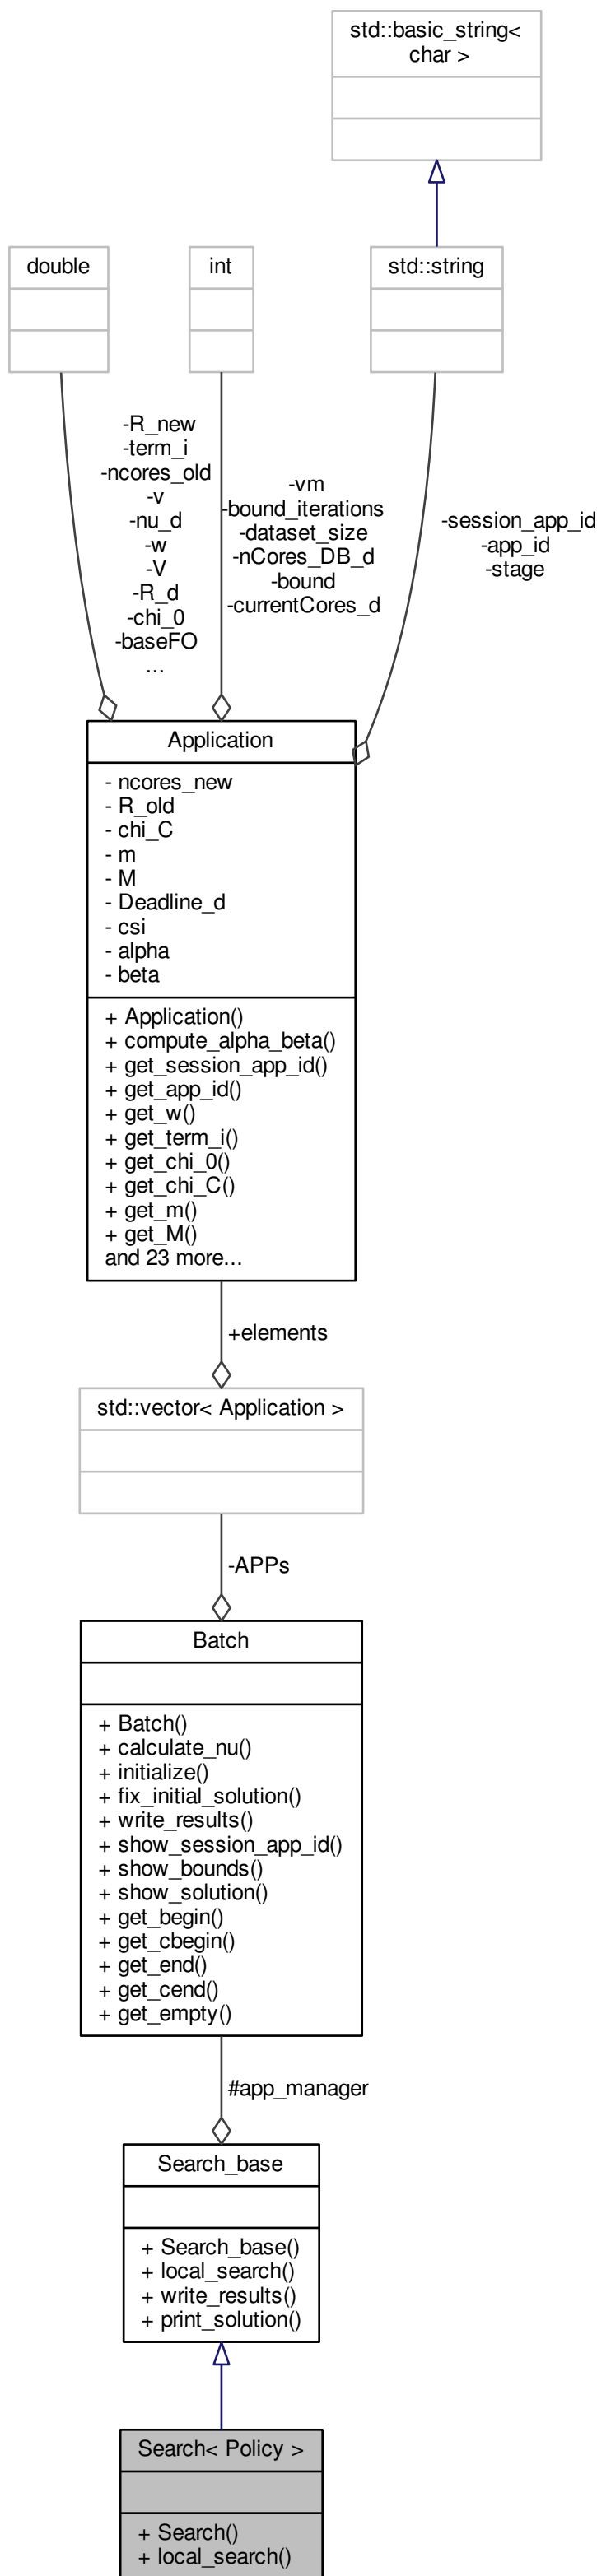 std::basic_string<
char >
double
int
std::string
-R_new
-term_i
-ncores_old
-v
-nu_d
-w
-V
-R_d
-chi_0
-baseFO
...
-vm
-bound_iterations
-dataset_size
-nCores_DB_d
-bound
-currentCores_d
-session_app_id
-app_id
-stage
Application
- ncores_new
- R_old
- chi_C
- m
- M
- Deadline_d
- csi
- alpha
- beta
+ Application()
+ compute_alpha_beta()
+ get_session_app_id()
+ get_app_id()
+ get_w()
+ get_term_i()
+ get_chi_0()
+ get_chi_C()
+ get_m()
+ get_M()
and 23 more...
+elements
std::vector< Application >
-APPs
Batch
+ Batch()
+ calculate_nu()
+ initialize()
+ fix_initial_solution()
+ write_results()
+ show_session_app_id()
+ show_bounds()
+ show_solution()
+ get_begin()
+ get_cbegin()
+ get_end()
+ get_cend()
+ get_empty()
#app_manager
Search_base
+ Search_base()
+ local_search()
+ write_results()
+ print_solution()
Search< Policy >
+ Search()
+ local_search()